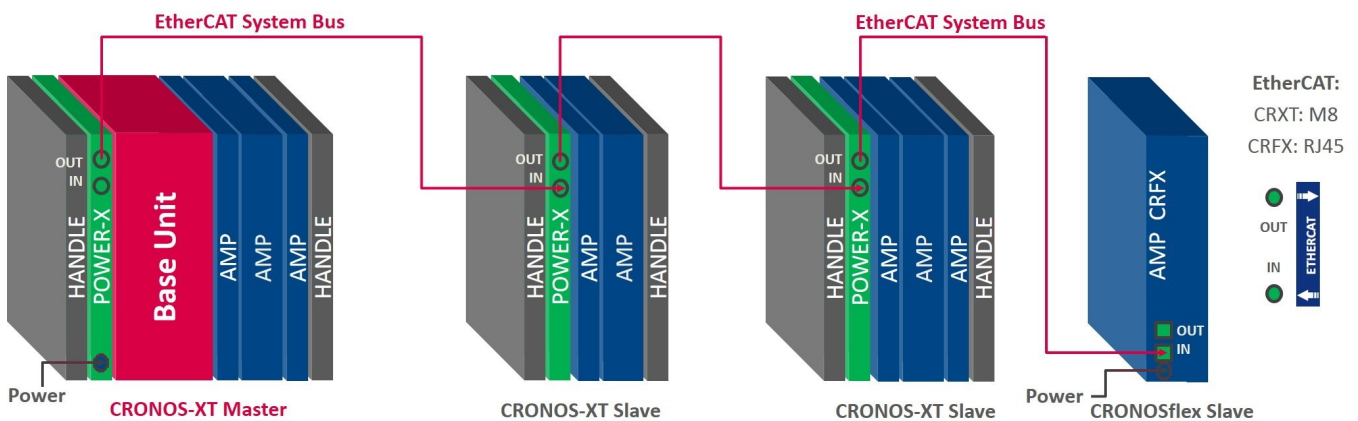 EtherCAT System Bus
EtherCAT System Bus
OUT
IN
HANDLE
POWER-X
Base Unit
AMP
AMP
AMP
HANDLE
Power
CRONOS-XT Master
OUT
IN
HANDLE
POWER-X
AMP
AMP
HANDLE
CRONOS-XT Slave
OUT
IN
HANDLE
POWER-X
AMP
AMP
AMP
HANDLE
CRONOS-XT Slave
AMP CRFX
OUT
IN
Power
CRONOSflex Slave
EtherCAT:
CRXT: M8
CRFX: RJ45
OUT
IN
ETHERCAT